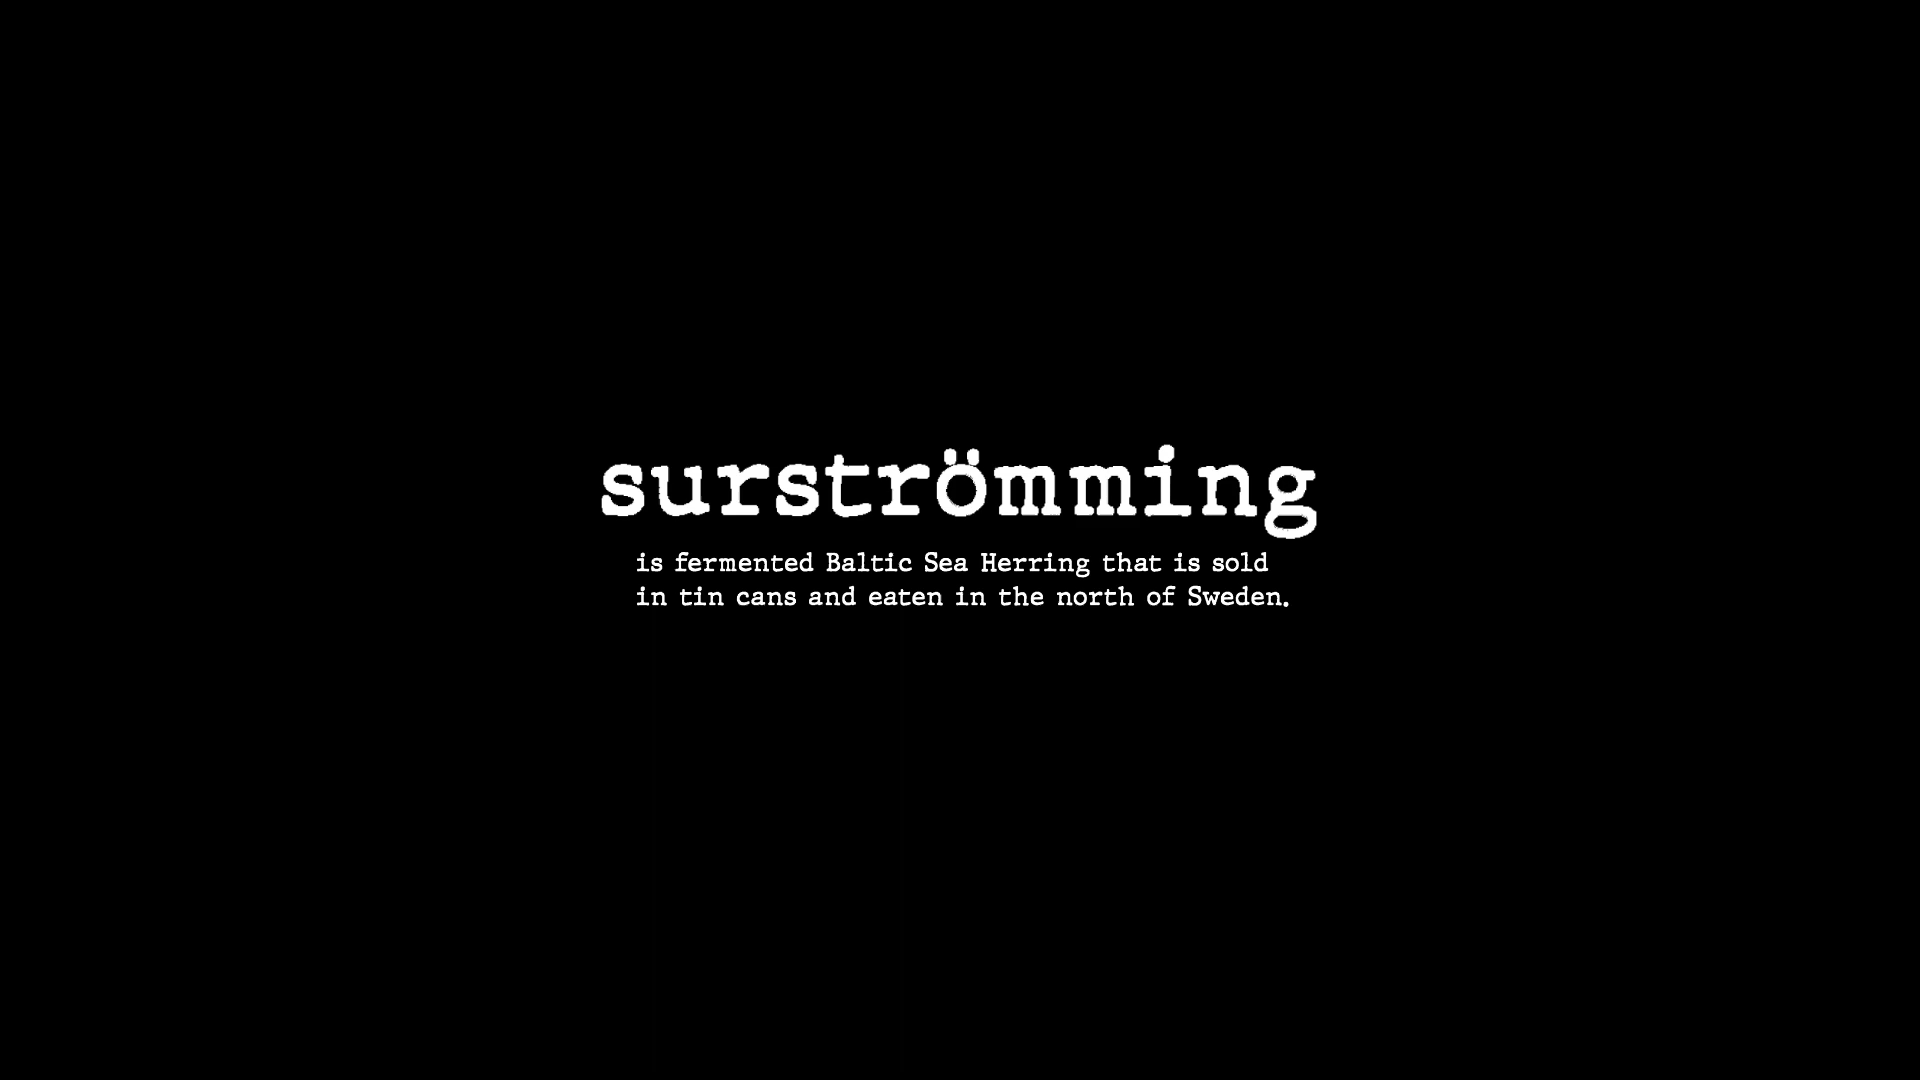 surströmming
is fermented Baltic Sea Herring that is sold
in tin cans and eaten in the north of Sweden.